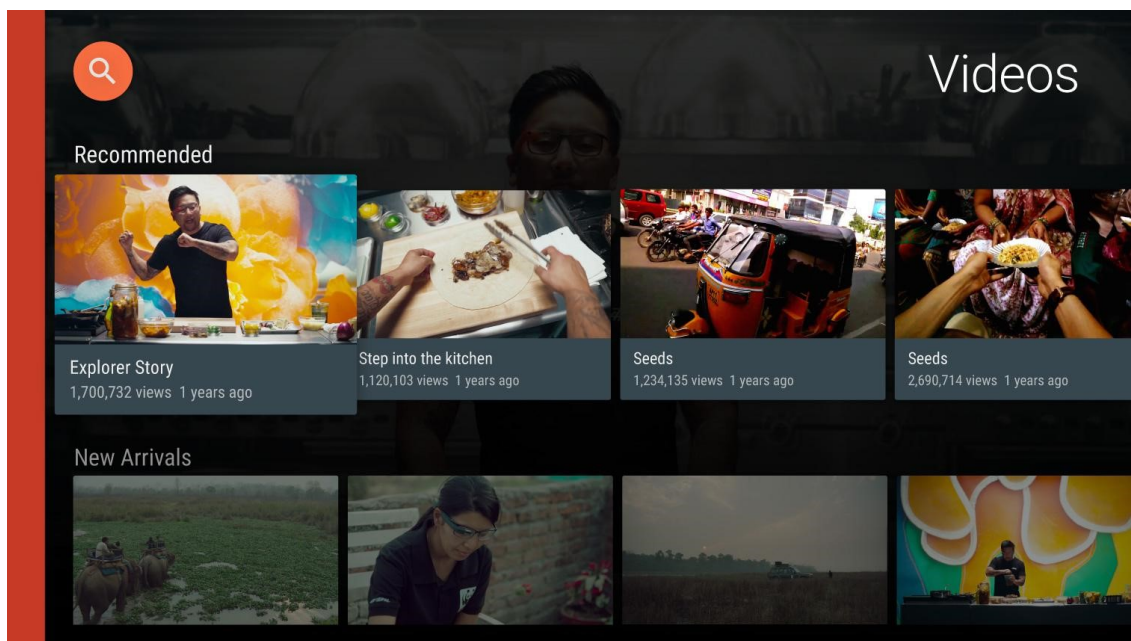 Videos
Recommended
Explorer Story
1,700,732 views 1 years ago
Step into the kitchen
1,120,103 views 1 years ago
Seeds
1,234,135 views 1 years ago
Seeds
2,690,714 views 1 years ago
New Arrivals